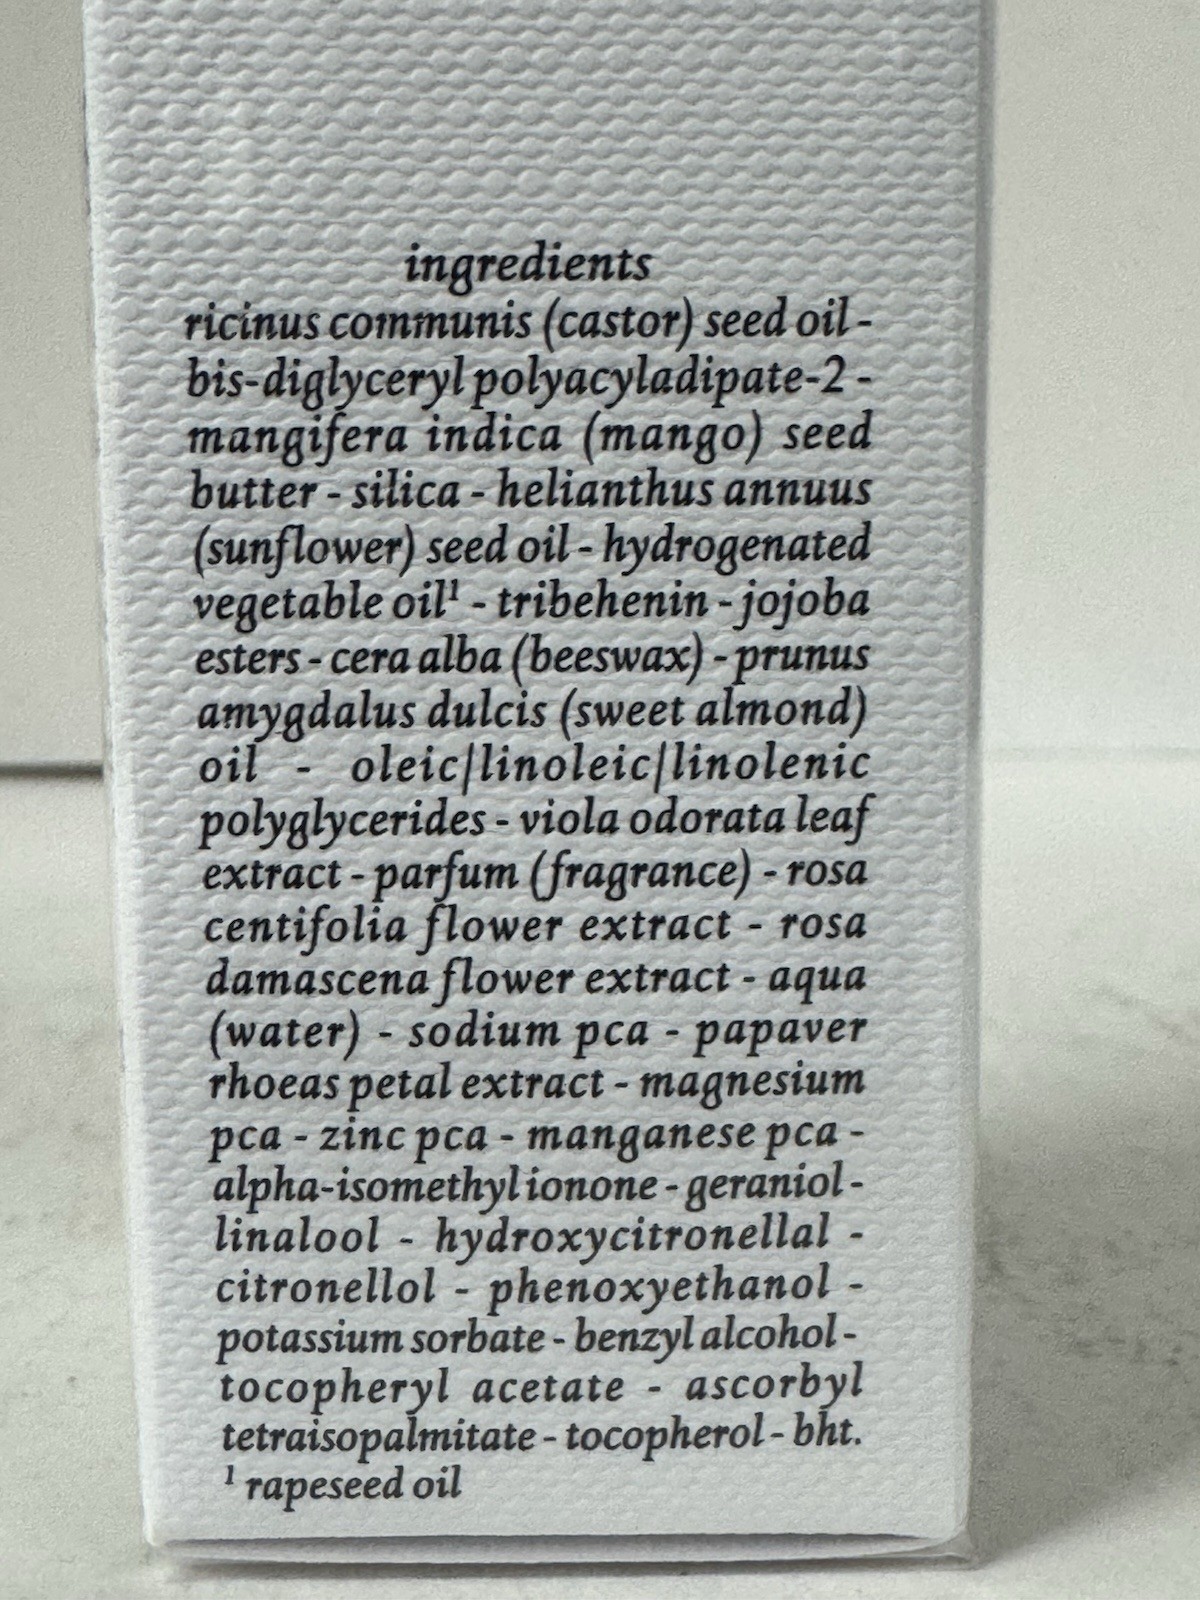 ingredients
ricinus communis (castor) seed oil -
bis-diglyceryl polyacyladipate-2 -
mangifera indica (mango) seed
butter - silica - helianthus annuus
(sunflower) seed oil - hydrogenated
vegetable oil¹ - tribehenin - jojoba
esters - cera alba (beeswax) - prunus
amygdalus dulcis (sweet almond)
oil - oleic|linoleic|linolenic
polyglycerides - viola odorata leaf
extract - parfum (fragrance) - rosa
centifolia flower extract - rosa
damascena flower extract - aqua
(water) - sodium pca - papaver
rhoeas petal extract - magnesium
pca - zinc pca - manganese pca -
alpha-isomethyl ionone - geraniol -
linalool - hydroxycitronellal -
citronellol - phenoxyethanol -
potassium sorbate - benzyl alcohol -
tocopheryl acetate - ascorbyl
tetraisopalmitate - tocopherol - bht.
¹ rapeseed oil